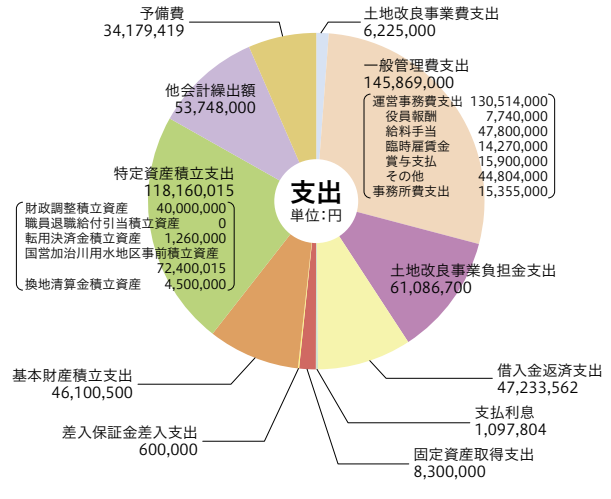 予備費
34,179,419
土地改良事業費支出
6,225,000
一般管理費支出
145,869,000
運営事務費支出 130,514,000
役員報酬 7,740,000
給料手当 47,800,000
臨時雇賃金 14,270,000
賞与支払 15,900,000
その他 44,804,000
事務所費支出 15,355,000
他会計繰出額
53,748,000
特定資産積立支出
118,160,015
財政調整積立資産 40,000,000
職員退職給付引当積立資産 0
転用決済金積立資産 1,260,000
国営加治川用水地区事前積立資産
72,400,015
換地清算金積立資産 4,500,000
支出
単位:円
土地改良事業負担金支出
61,086,700
借入金返済支出
47,233,562
支払利息
1,097,804
固定資産取得支出
8,300,000
差入保証金差入支出
600,000
基本財産積立支出
46,100,500